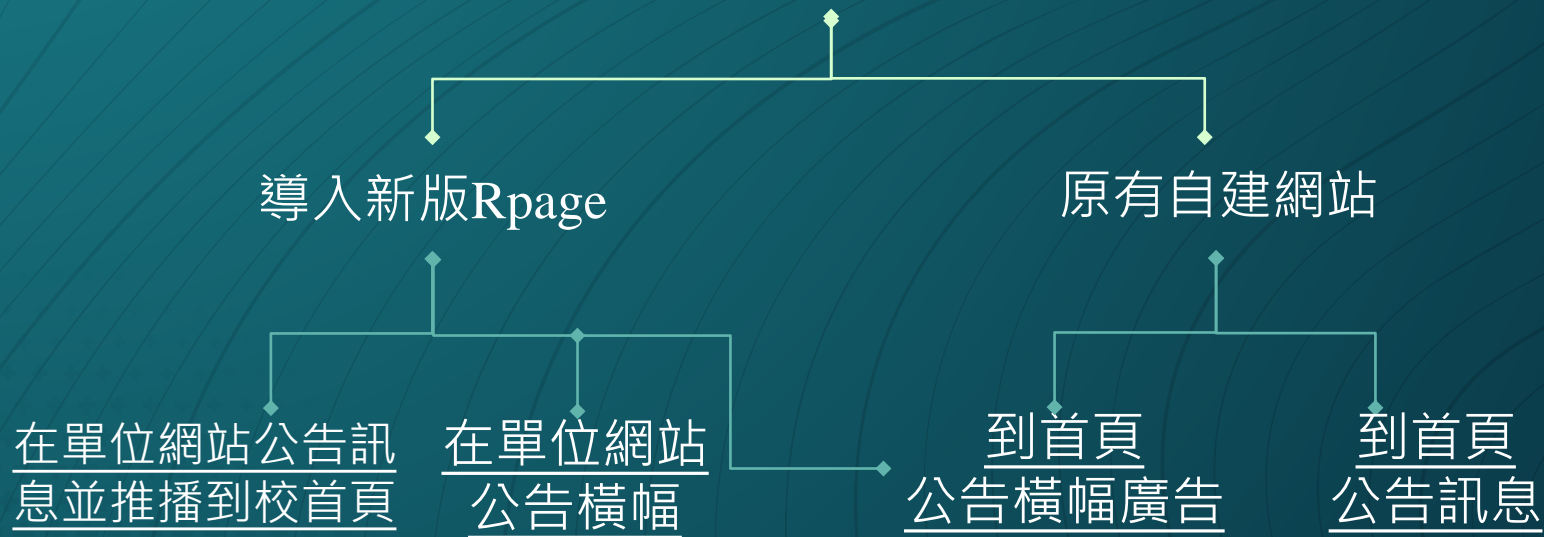 導入新版Rpage
原有自建網站
在單位網站公告訊
息並推播到校首頁
在單位網站
公告橫幅
到首頁
公告橫幅廣告
到首頁
公告訊息